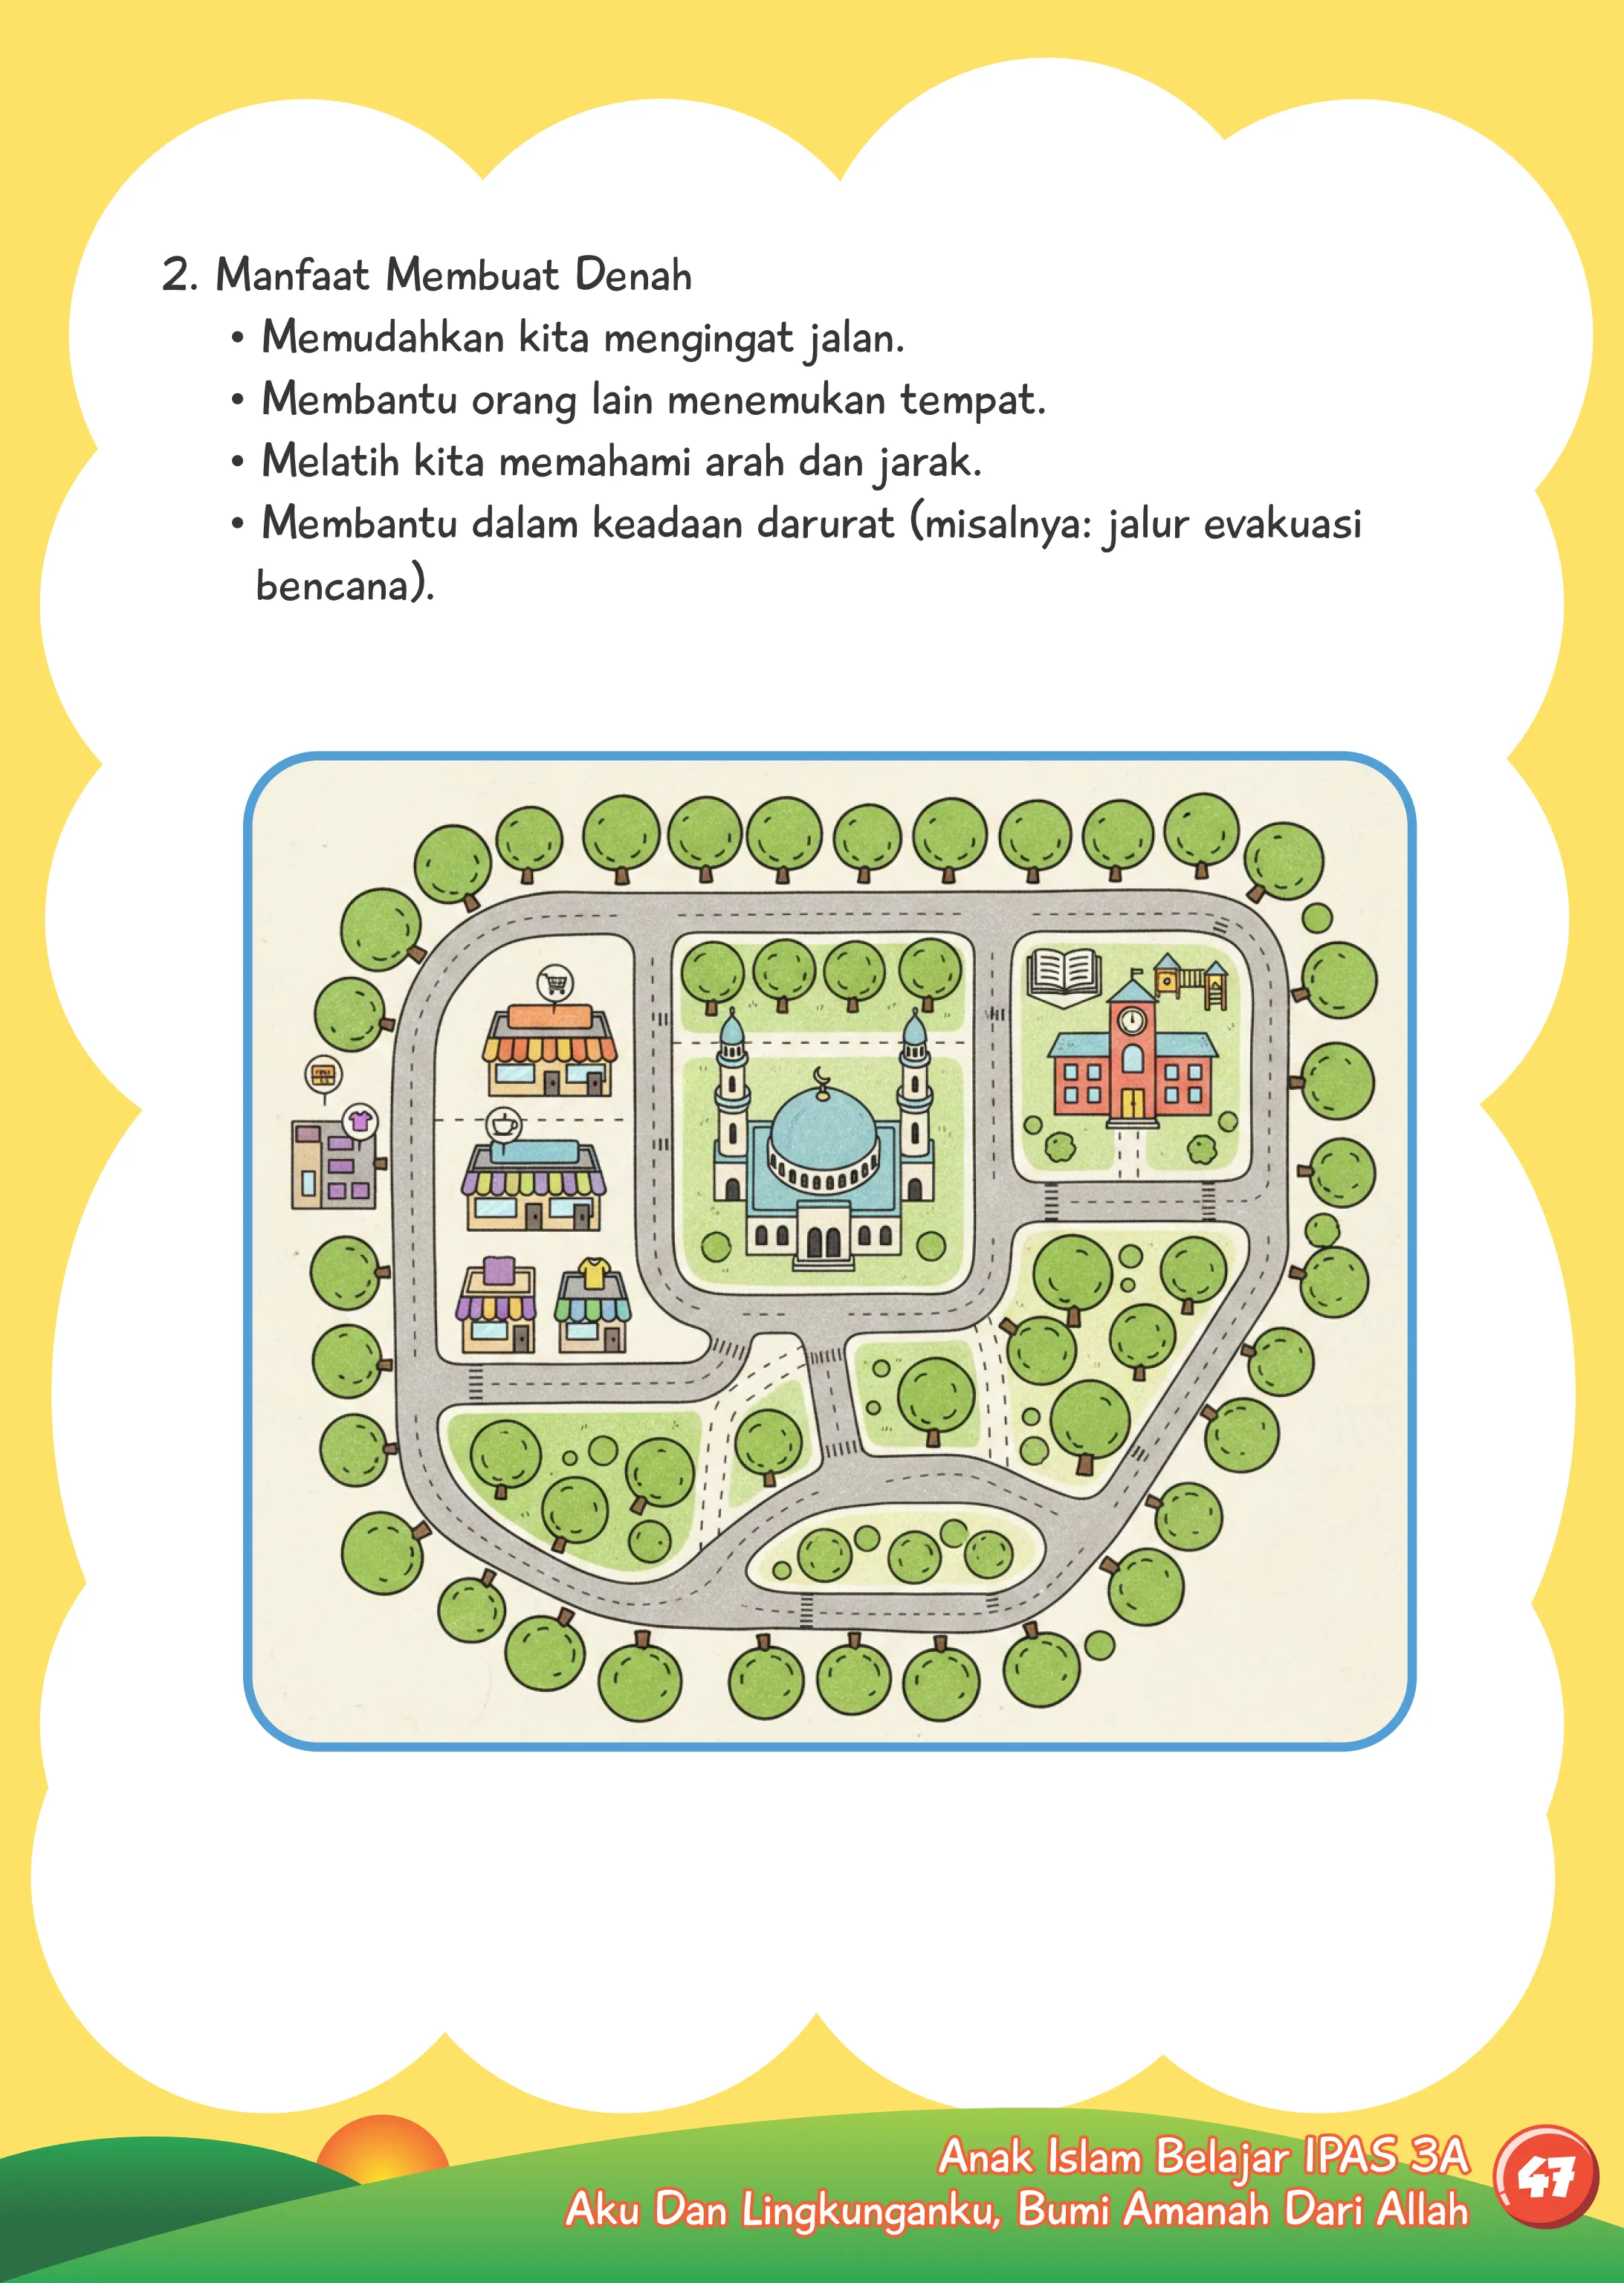 2. Manfaat Membuat Denah
• Memudahkan kita mengingat jalan.
• Membantu orang lain menemukan tempat.
• Melatih kita memahami arah dan jarak.
• Membantu dalam keadaan darurat (misalnya: jalur evakuasi
bencana).
Anak Islam Belajar IPAS 3A
Aku Dan Lingkunganku, Bumi Amanah Dari Allah
47